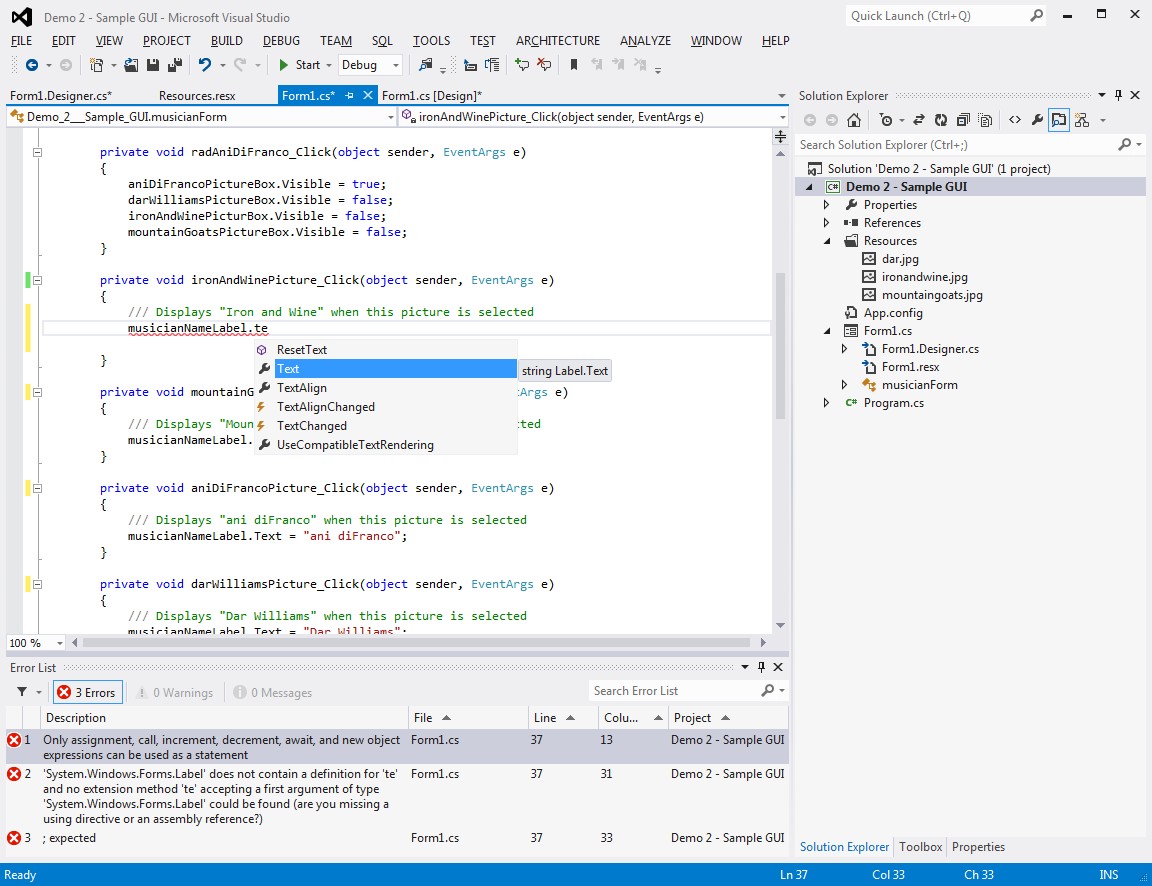 Demo 2 - Sample GUI - Microsoft Visual Studio
Quick Launch (Ctrl+Q)
FILE EDIT VIEW PROJECT BUILD DEBUG TEAM SQL TOOLS TEST ARCHITECTURE ANALYZE WINDOW HELP
Start Debug
Form1.Designer.cs* Resources.resx Form1.cs* Form1.cs [Design]*
Demo_2___Sample_GUI.musicianForm ironAndWinePicture_Click(object sender, EventArgs e)
private void radAniDiFranco_Click(object sender, EventArgs e)
{
aniDiFrancoPictureBox.Visible = true;
darWilliamsPictureBox.Visible = false;
ironAndWinePicturBox.Visible = false;
mountainGoatsPictureBox.Visible = false;
}
private void ironAndWinePicture_Click(object sender, EventArgs e)
{
/// Displays "Iron and Wine" when this picture is selected
musicianNameLabel.te
ResetText
Text
string Label.Text
TextAlign
TextAlignChanged
TextChanged
UseCompatibleTextRendering
}
private void mountainG tArgs e)
{
/// Displays "Moun cted
musicianNameLabel.
}
private void aniDiFrancoPicture_Click(object sender, EventArgs e)
{
/// Displays "ani diFranco" when this picture is selected
musicianNameLabel.Text = "ani diFranco";
}
private void darWilliamsPicture_Click(object sender, EventArgs e)
{
/// Displays "Dar Williams" when this picture is selected
musicianNameLabel.Text = "Dar Williams";
100 %
Solution Explorer
Search Solution Explorer (Ctrl+;)
Solution 'Demo 2 - Sample GUI' (1 project)
C# Demo 2 - Sample GUI
Properties
References
Resources
dar.jpg
ironandwine.jpg
mountaingoats.jpg
App.config
Form1.cs
Form1.Designer.cs
Form1.resx
musicianForm
C# Program.cs
Solution Explorer Toolbox Properties
Error List
3 Errors 0 Warnings 0 Messages
Search Error List
Description File Line Colu... Project
1 Only assignment, call, increment, decrement, await, and new object Form1.cs 37 13 Demo 2 - Sample GUI
expressions can be used as a statement
2 'System.Windows.Forms.Label' does not contain a definition for 'te' Form1.cs 37 31 Demo 2 - Sample GUI
and no extension method 'te' accepting a first argument of type
'System.Windows.Forms.Label' could be found (are you missing a
using directive or an assembly reference?)
3 ; expected Form1.cs 37 33 Demo 2 - Sample GUI
Ready Ln 37 Col 33 Ch 33 INS